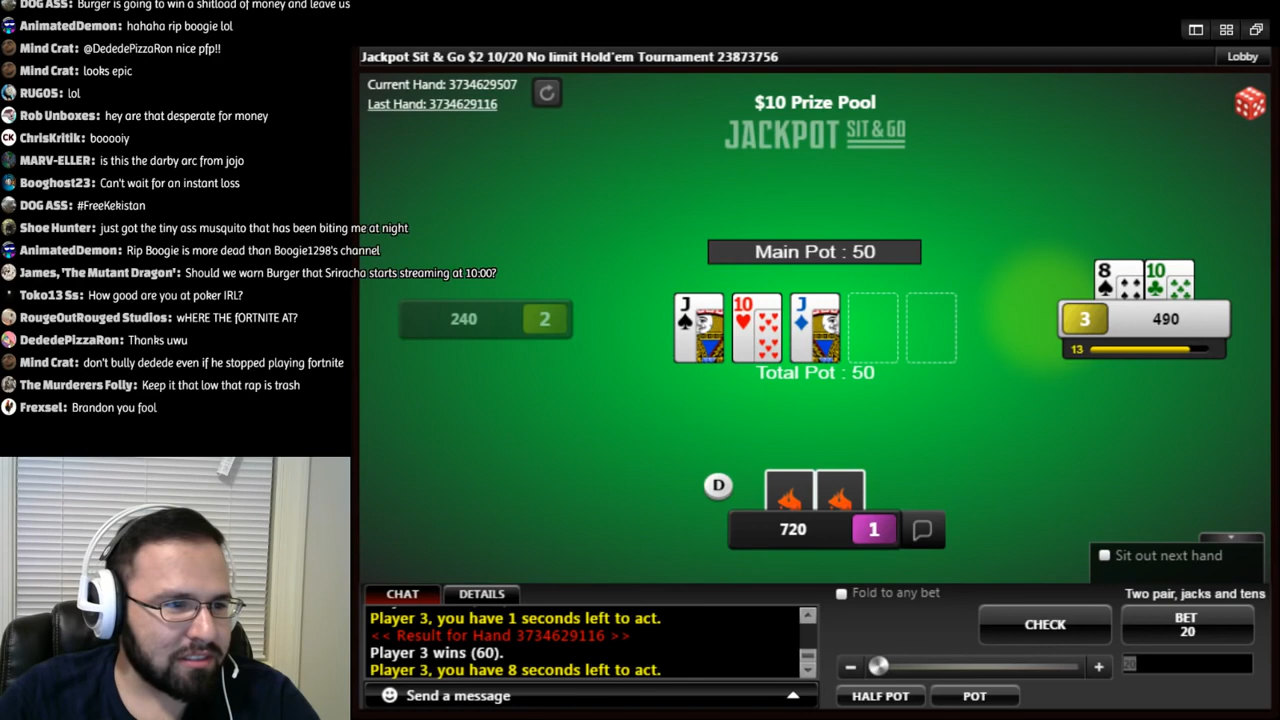 DOG ASS: Burger is going to win a shitload of money and leave us
AnimatedDemon: hahaha rip boogie lol
Mind Crat: @DededePizzaRon nice pfp!!
Mind Crat: looks epic
RUGOS: lol
Rob Unboxes: hey are that desperate for money
CK ChrisKritik: boooiy
MARV-ELLER: is this the darby arc from jojo
Booghost23: Can't wait for an instant loss
DOG ASS: #FreeKekistan
Shoe Hunter: just got the tiny ass musquito that has been biting me at night
AnimatedDemon: Rip Boogie is more dead than Boogie1298's channel
James, 'The Mutant Dragon': Should we warn Burger that Sriracha starts streaming at 10:00?
Toko13 Ss: How good are you at poker IRL?
RougeOutRouged Studios: wHERE THE fORTNITE AT?
DededePizzaRon: Thanks uwu
Mind Crat: don't bully dedede even if he stopped playing fortnite
The Murderers Folly: Keep it that low that rap is trash
Frexsel: Brandon you fool
Jackpot Sit & Go $2 10/20 No limit Hold'em Tournament 23873756
Lobby
Current Hand: 3734629507
Last Hand: 3734629116
$10 Prize Pool
JACKPOT SIT & GO
Main Pot : 50
J 10 J
Total Pot : 50
240 2
8 10
3 490
13
D
720 1
Sit out next hand
CHAT DETAILS
Player 3, you have 1 seconds left to act.
<< Result for Hand 3734629116 >>
Player 3 wins (60).
Player 3, you have 8 seconds left to act.
Send a message
Fold to any bet
Two pair, jacks and tens
CHECK
BET
20
20
HALF POT POT